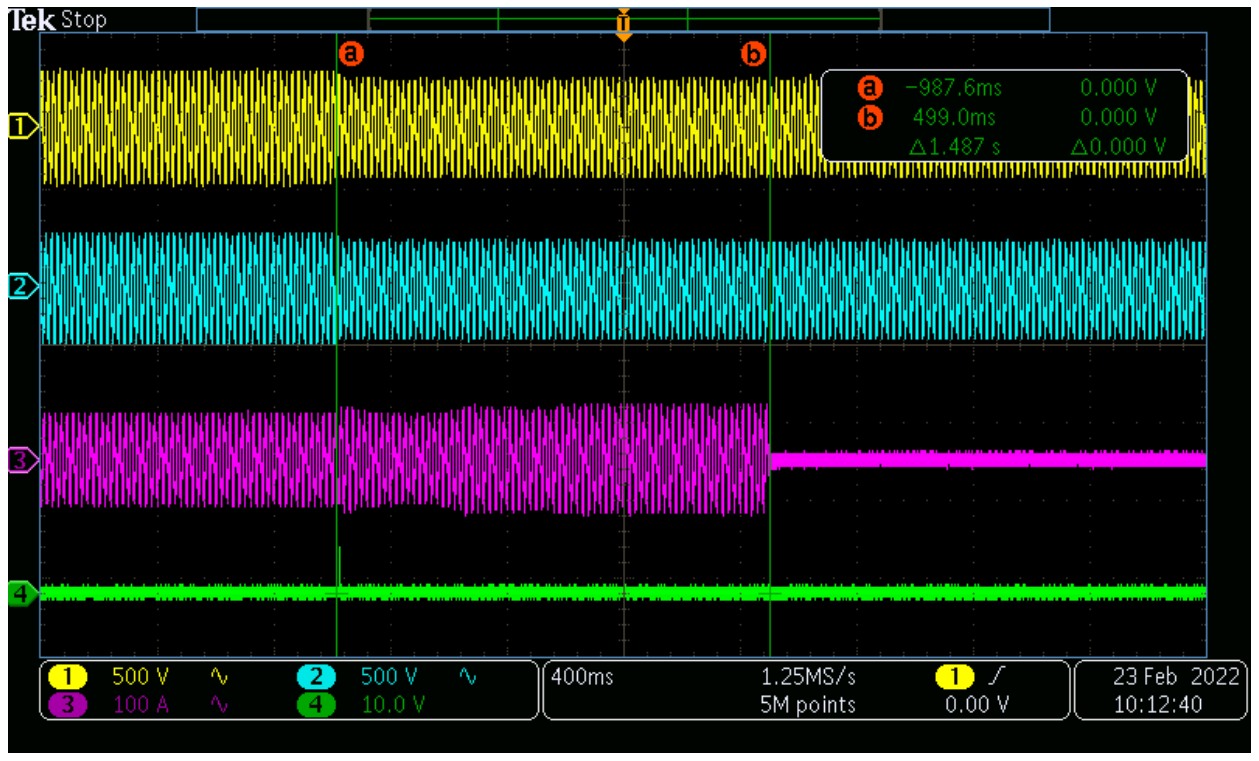 Tek Stop
T
a
b
a -987.6ms 0.000 V
b 499.0ms 0.000 V
△1.487 s △0.000 V
1
2
3
4
1 500 V 2 500 V
3 100 A 4 10.0 V
400ms 1.25MS/s
5M points
1
0.00 V
23 Feb 2022
10:12:40